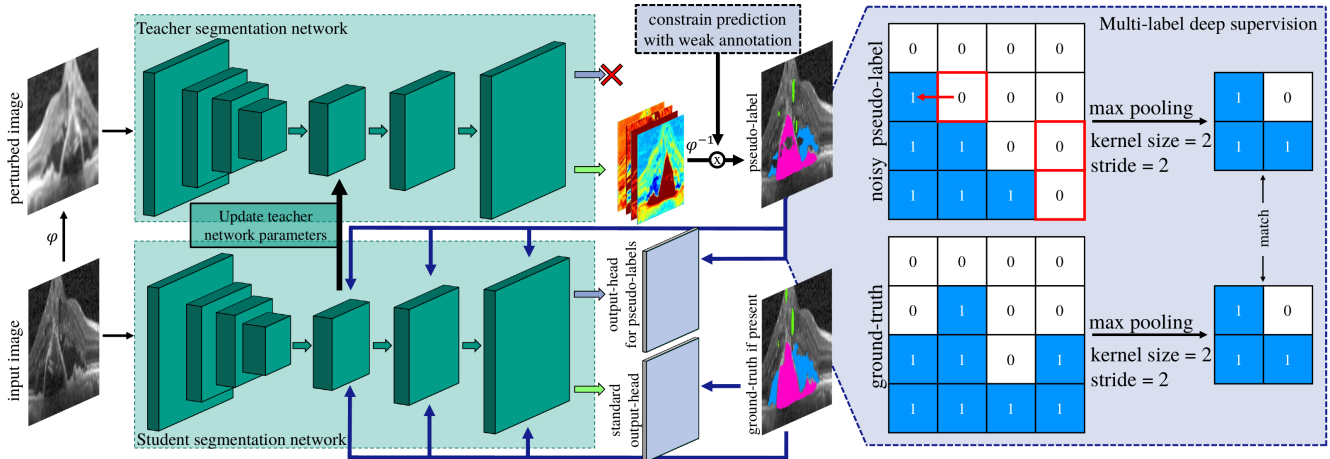 Teacher segmentation network
constrain prediction
with weak annotation
Multi-label deep supervision
perturbed image
φ
input image
Update teacher
network parameters
Student segmentation network
φ⁻¹
x
pseudo-label
output-head
for pseudo-labels
standard
output-head
ground-truth if present
noisy pseudo-label
0 0 0 0
1 0 0 0
1 1 0 0
1 1 1 0
max pooling
kernel size = 2
stride = 2
1 0
1 1
match
ground-truth
0 0 0 0
0 1 0 0
1 1 0 1
1 1 1 1
max pooling
kernel size = 2
stride = 2
1 0
1 1